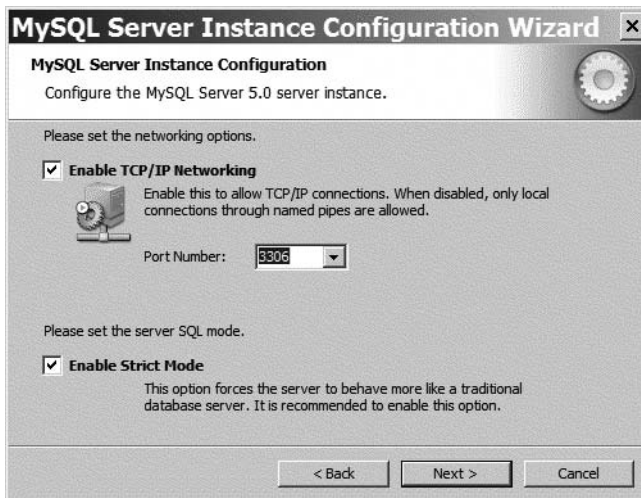 MySQL Server Instance Configuration Wizard
MySQL Server Instance Configuration
Configure the MySQL Server 5.0 server instance.
Please set the networking options.
Enable TCP/IP Networking
Enable this to allow TCP/IP connections. When disabled, only local
connections through named pipes are allowed.
Port Number: 3306
Please set the server SQL mode.
Enable Strict Mode
This option forces the server to behave more like a traditional
database server. It is recommended to enable this option.
< Back Next > Cancel